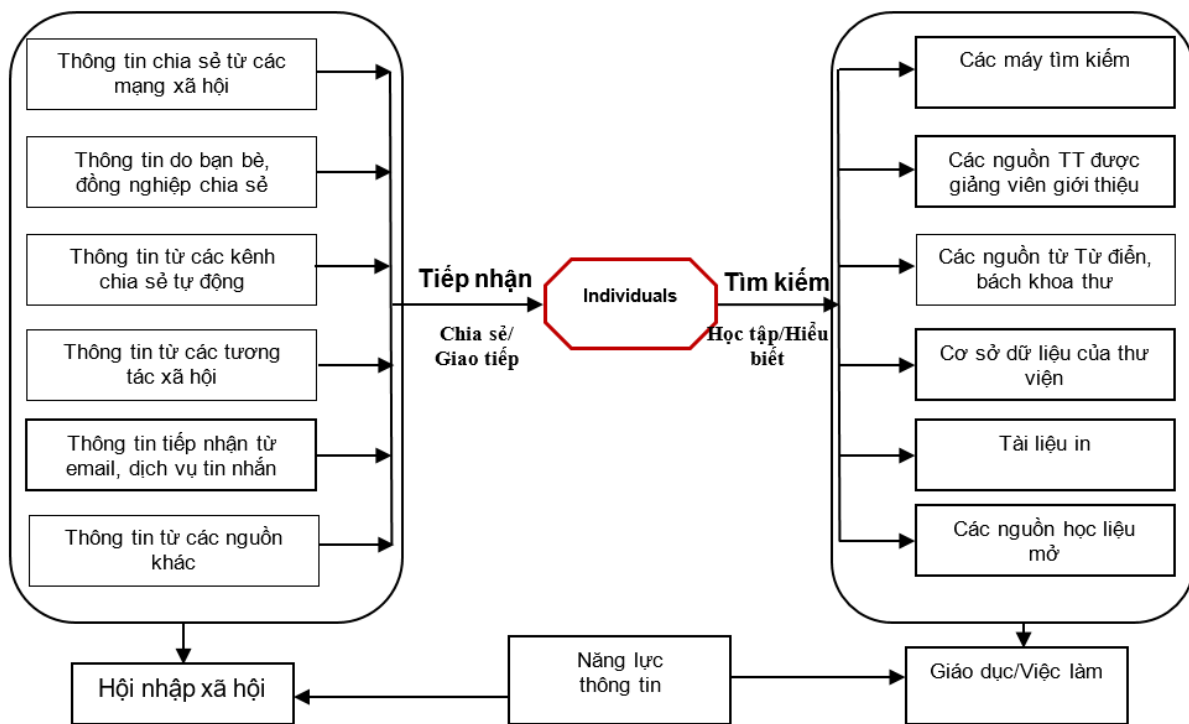 Thông tin chia sẻ từ các
mạng xã hội
Thông tin do bạn bè,
đồng nghiệp chia sẻ
Thông tin từ các kênh
chia sẻ tự động
Thông tin từ các tương
tác xã hội
Thông tin tiếp nhận từ
email, dịch vụ tin nhắn
Thông tin từ các nguồn
khác
Tiếp nhận
Chia sẻ/
Giao tiếp
Individuals
Tìm kiếm
Học tập/Hiểu
biết
Các máy tìm kiếm
Các nguồn TT được
giảng viên giới thiệu
Các nguồn từ Từ điển,
bách khoa thư
Cơ sở dữ liệu của thư
viện
Tài liệu in
Các nguồn học liệu
mở
Hội nhập xã hội
Năng lực
thông tin
Giáo dục/Việc làm